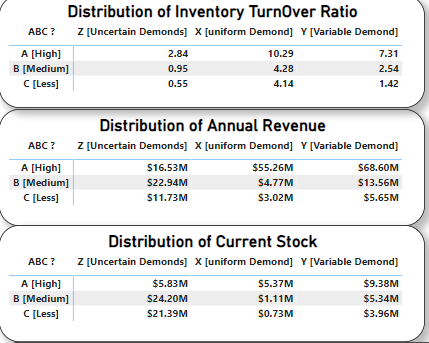 Distribution of Inventory TurnOver Ratio
ABC ? Z [Uncertain Demonds] X [uniform Demond] Y [Variable Demond]
A [High] 2.84 10.29 7.31
B [Medium] 0.95 4.28 2.54
C [Less] 0.55 4.14 1.42
Distribution of Annual Revenue
ABC ? Z [Uncertain Demonds] X [uniform Demond] Y [Variable Demond]
A [High] $16.53M $55.26M $68.60M
B [Medium] $22.94M $4.77M $13.56M
C [Less] $11.73M $3.02M $5.65M
Distribution of Current Stock
ABC ? Z [Uncertain Demonds] X [uniform Demond] Y [Variable Demond]
A [High] $5.83M $5.37M $9.38M
B [Medium] $24.20M $1.11M $5.34M
C [Less] $21.39M $0.73M $3.96M